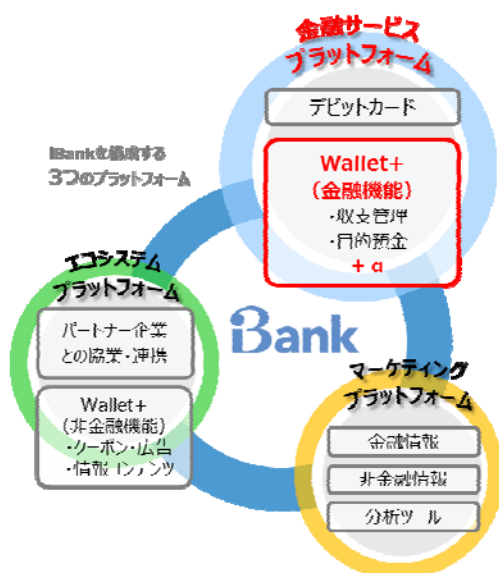 金融サービス
プラットフォーム
デビットカード
Wallet+
(金融機能)
・収支管理
・目的預金
+ α
iBankを構成する
3つのプラットフォーム
エコシステム
プラットフォーム
パートナー企業
との協業・連携
Wallet+
(非金融機能)
・クーポン・広告
・情報コンテンツ
iBank
マーケティング
プラットフォーム
金融情報
非金融情報
分析ツール